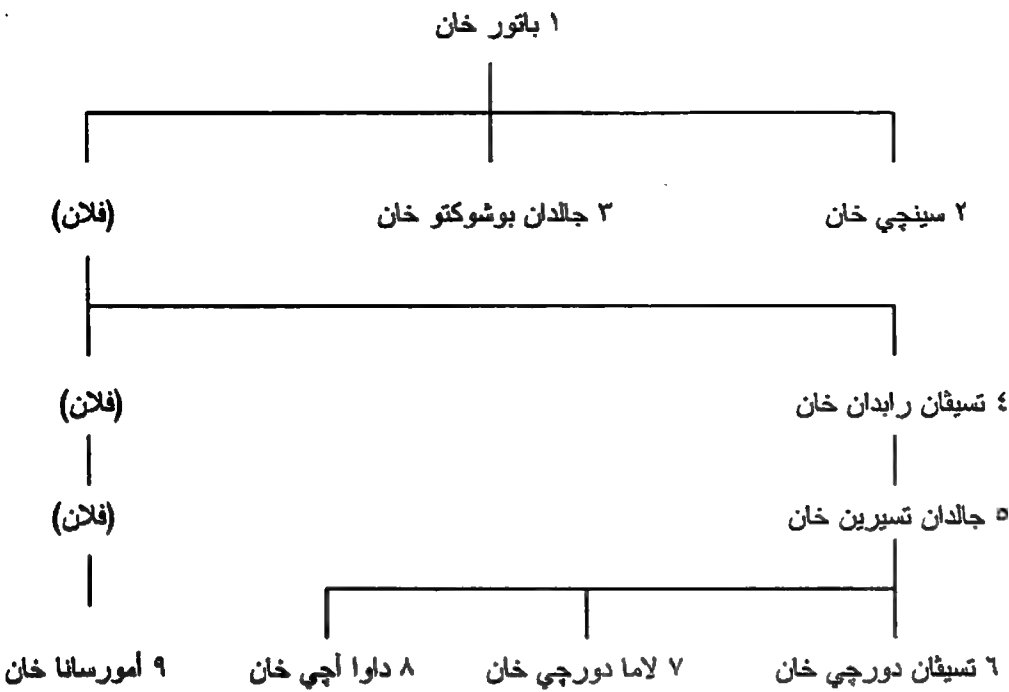 ١ باتور خان
٢ سينچي خان ٣ جالدان بوشوكتو خان (فلان)
٤ تسيڤان رابدان خان (فلان)
٥ جالدان تسيرين خان (فلان)
٦ تسيڤان دورچي خان ٧ لاما دورچي خان ٨ داوا آچي خان ٩ أمورسانا خان